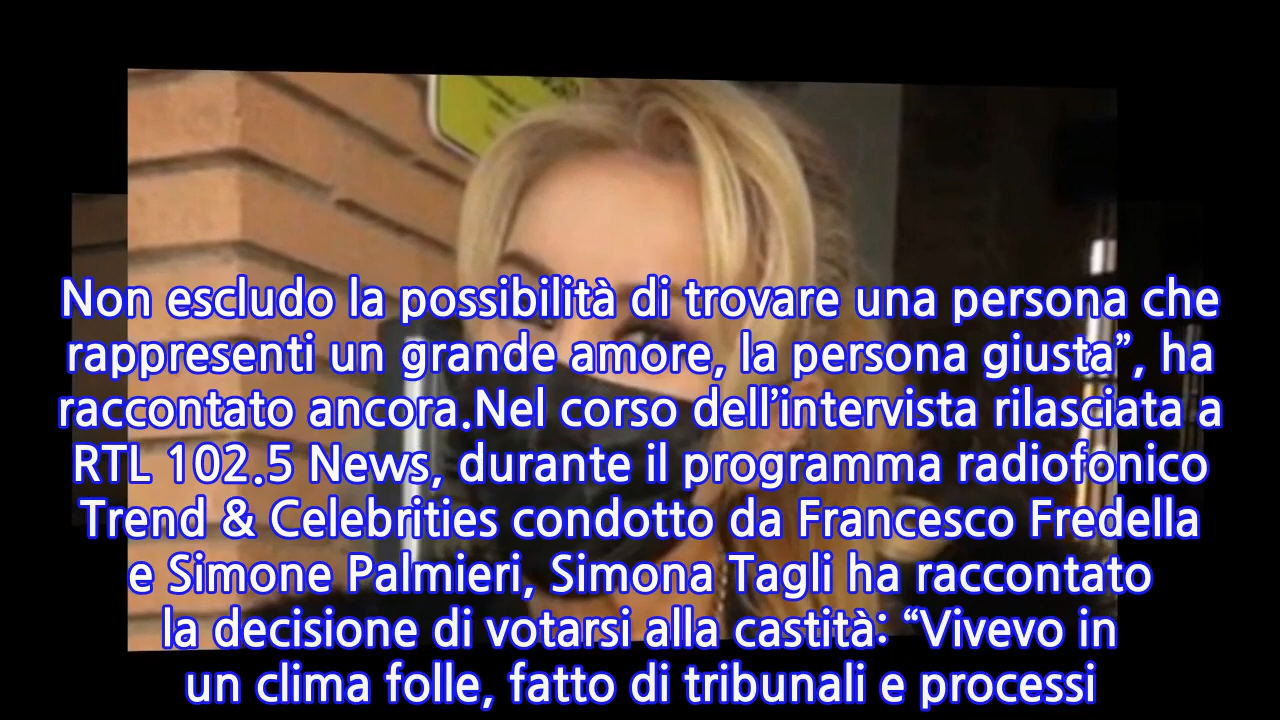 Non escludo la possibilità di trovare una persona che
rappresenti un grande amore, la persona giusta”, ha
raccontato ancora.Nel corso dell’intervista rilasciata a
RTL 102.5 News, durante il programma radiofonico
Trend & Celebrities condotto da Francesco Fredella
e Simone Palmieri, Simona Tagli ha raccontato
la decisione di votarsi alla castità: “Vivevo in
un clima folle, fatto di tribunali e processi